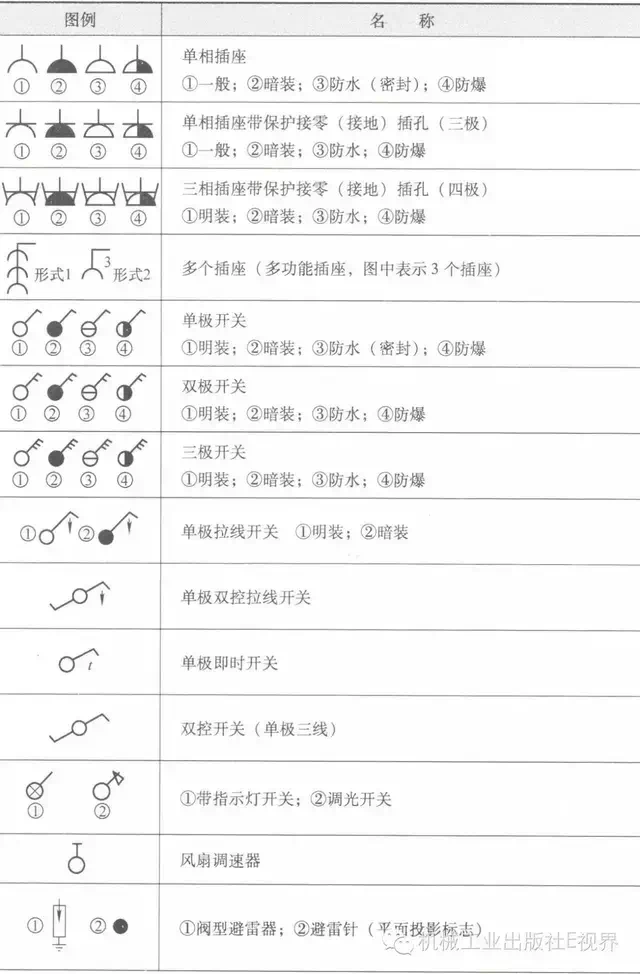 图例 名 称
单相插座
① ② ③ ④ ①一般；②暗装；③防水（密封）；④防爆
单相插座带保护接零（接地）插孔（三极）
① ② ③ ④ ①一般；②暗装；③防水；④防爆
三相插座带保护接零（接地）插孔（四极）
① ② ③ ④ ①明装；②暗装；③防水；④防爆
形式1 3 形式2 多个插座（多功能插座，图中表示3个插座）
单极开关
① ② ③ ④ ①明装；②暗装；③防水（密封）；④防爆
双极开关
① ② ③ ④ ①明装；②暗装；③防水；④防爆
三极开关
① ② ③ ④ ①明装；②暗装；③防水；④防爆
① ② 单极拉线开关 ①明装；②暗装
单极双控拉线开关
t 单极即时开关
双控开关（单极三线）
① ② ①带指示灯开关；②调光开关
风扇调速器
① ② ①阀型避雷器；②避雷针（平面投影标志）
机械工业出版社E视界